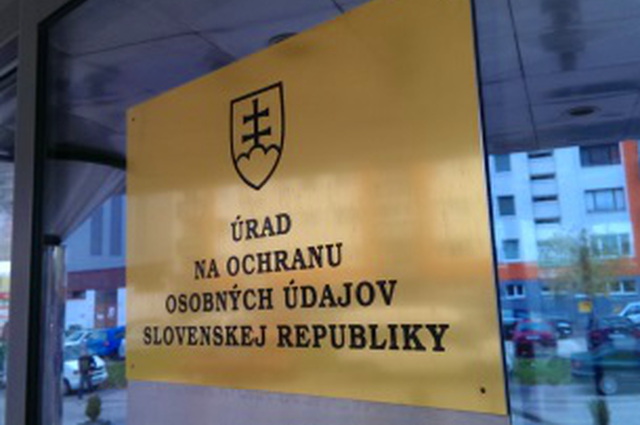 ÚRAD
NA OCHRANU
OSOBNÝCH ÚDAJOV
SLOVENSKEJ REPUBLIKY